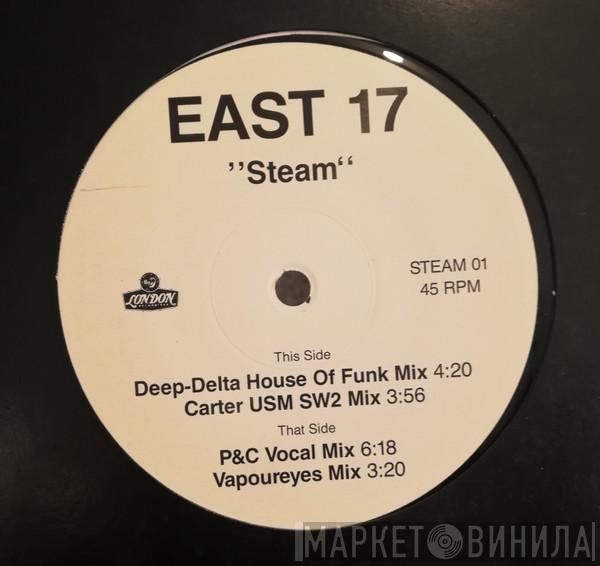 EAST 17
’’Steam‘‘
STEAM 01
45 RPM
LONDON
This Side
Deep-Delta House Of Funk Mix 4:20
Carter USM SW2 Mix 3:56
That Side
P&C Vocal Mix 6:18
Vapoureyes Mix 3:20
МАРКЕТ ВИНИЛА